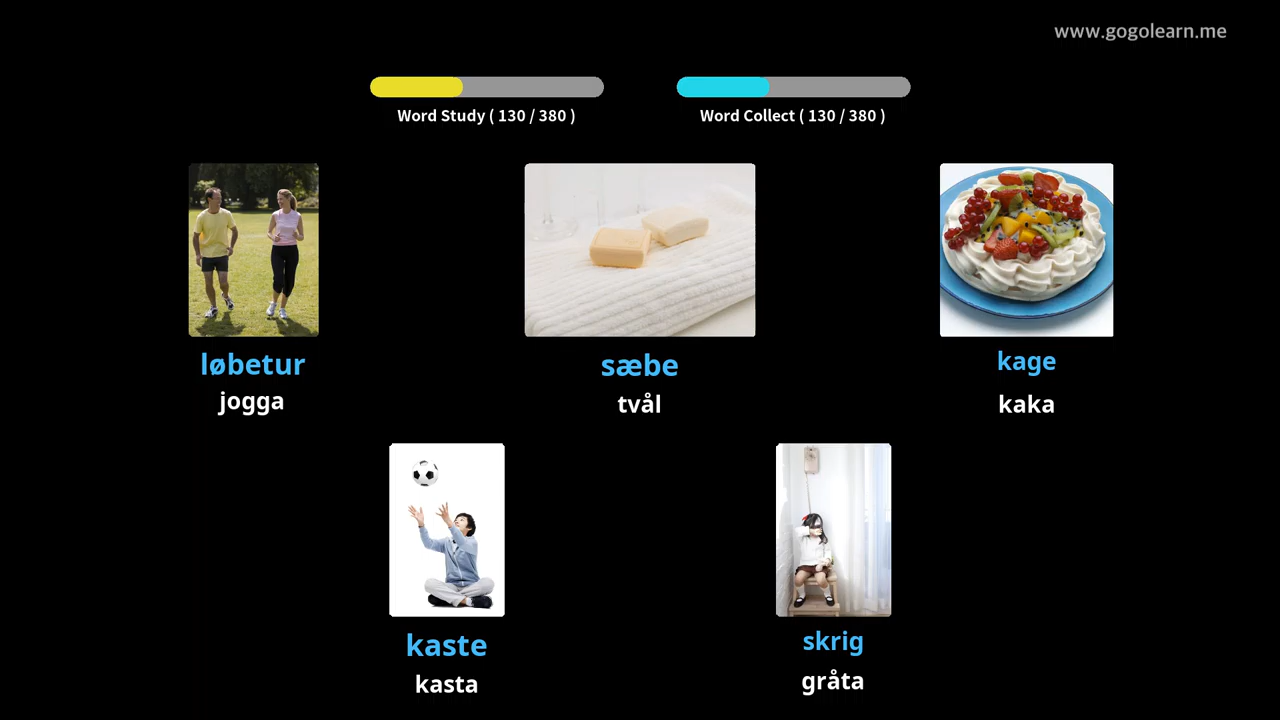 www.gogolearn.me
Word Study ( 130 / 380 )
Word Collect ( 130 / 380 )
løbetur
jogga
sæbe
tvål
kage
kaka
kaste
kasta
skrig
gråta